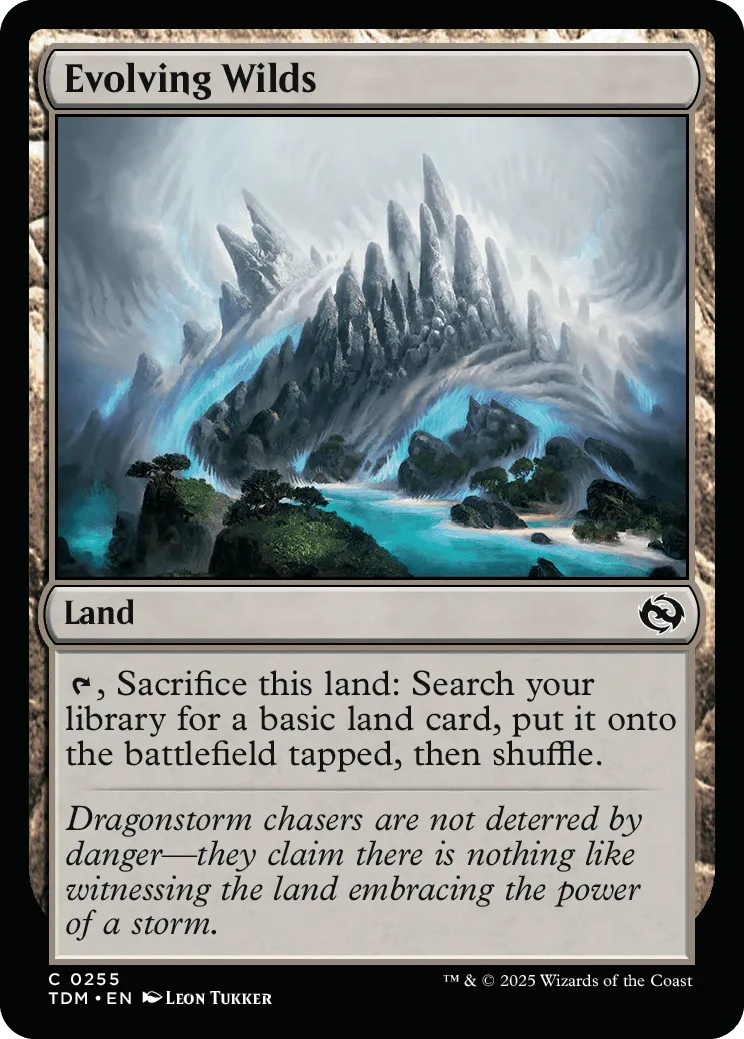 Evolving Wilds
Land
, Sacrifice this land: Search your
library for a basic land card, put it onto
the battlefield tapped, then shuffle.
Dragonstorm chasers are not deterred by
danger—they claim there is nothing like
witnessing the land embracing the power
of a storm.
C 0255
TDM • EN LEON TUKKER
™ & © 2025 Wizards of the Coast